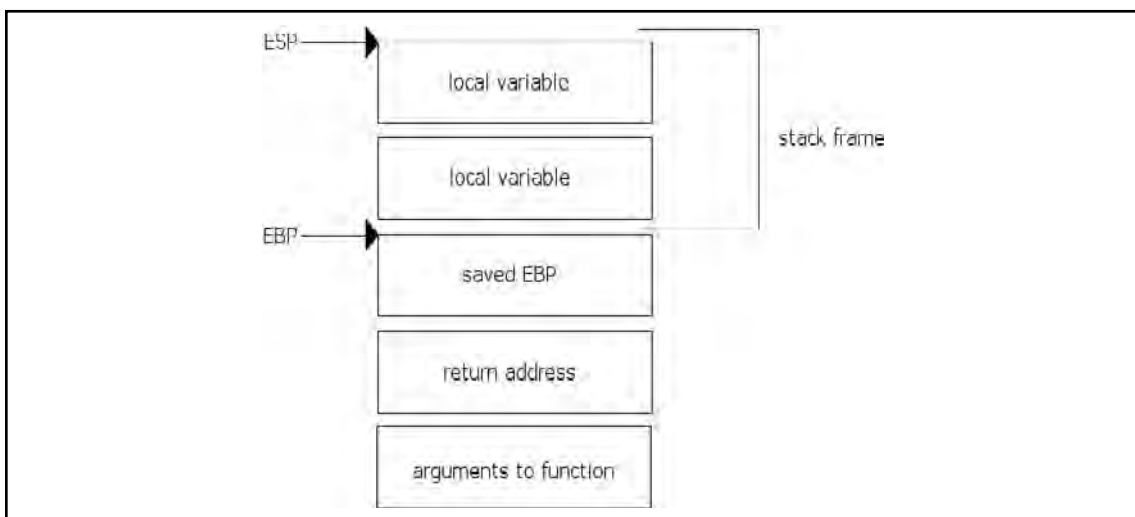 ESP
local variable
stack frame
local variable
EBP
saved EBP
return address
arguments to function